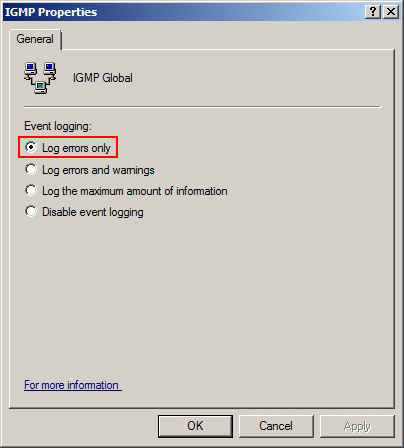 IGMP Properties
General
IGMP Global
Event logging:
Log errors only
Log errors and warnings
Log the maximum amount of information
Disable event logging
For more information
OK
Cancel
Apply